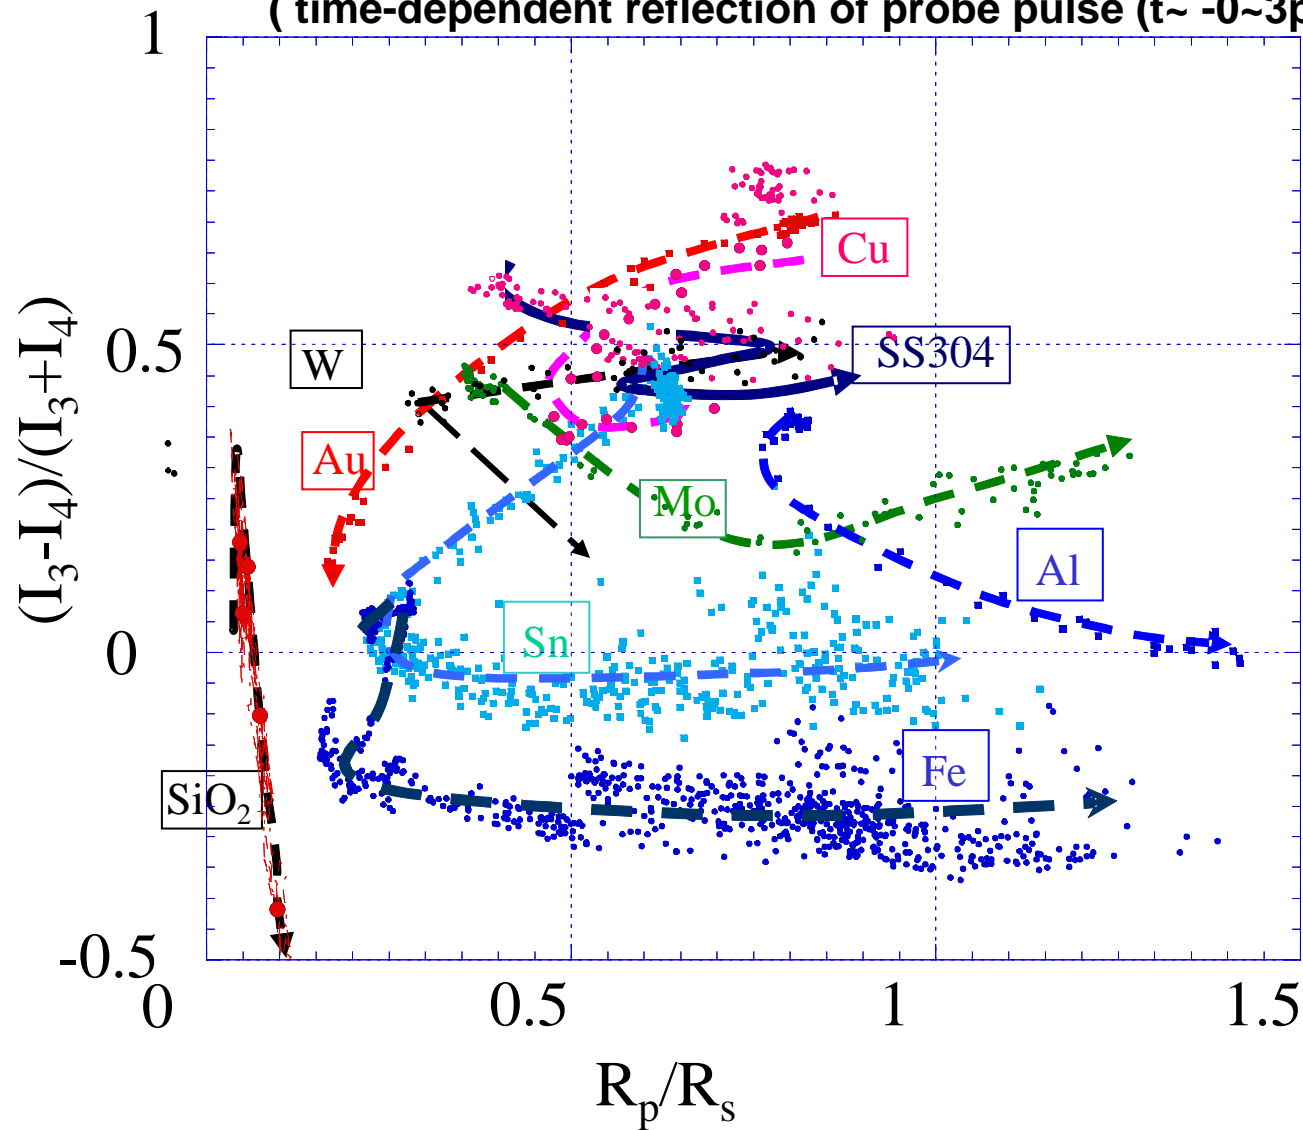 ( time-dependent reflection of probe pulse (t~ -0~3p
1
0.5
0
-0.5
(I3-I4)/(I3+I4)
Cu
W
SS304
Au
Mo
Al
Sn
Fe
SiO2
0
0.5
1
1.5
Rp/Rs